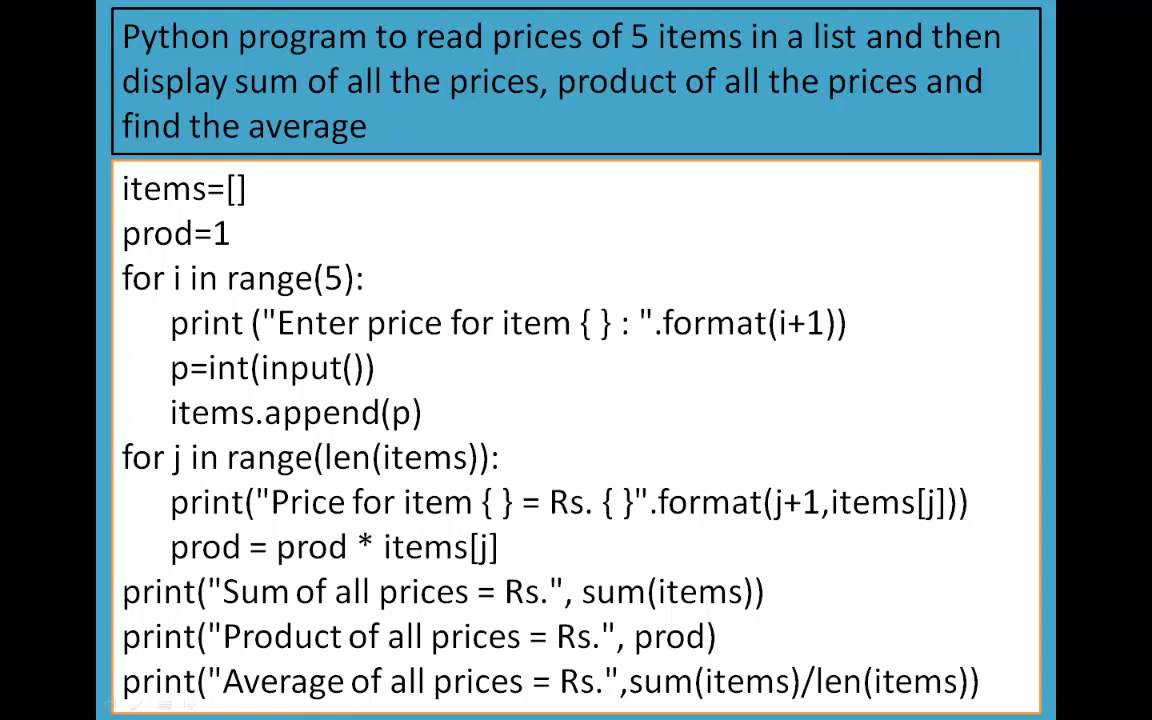 Python program to read prices of 5 items in a list and then
display sum of all the prices, product of all the prices and
find the average
items=[]
prod=1
for i in range(5):
print ("Enter price for item { } : ".format(i+1))
p=int(input())
items.append(p)
for j in range(len(items)):
print("Price for item { } = Rs. { }".format(j+1,items[j]))
prod = prod * items[j]
print("Sum of all prices = Rs.", sum(items))
print("Product of all prices = Rs.", prod)
print("Average of all prices = Rs.",sum(items)/len(items))